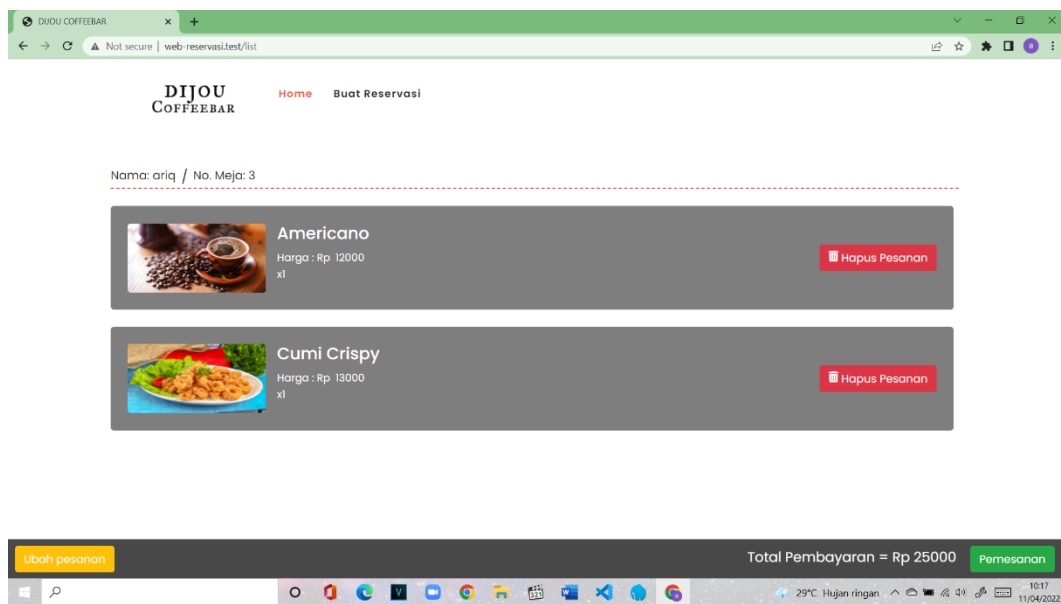 DIJOU COFFEEBAR
Not secure | web-reservasi.test/list
a
DIJOU
COFFEEBAR
Home Buat Reservasi
Nama: ariq / No. Meja: 3
Americano
Harga : Rp 12000
x1
Hapus Pesanan
Cumi Crispy
Harga : Rp 13000
x1
Hapus Pesanan
Ubah pesanan
Total Pembayaran = Rp 25000
Pemesanan
29°C Hujan ringan
10:17
11/04/2022